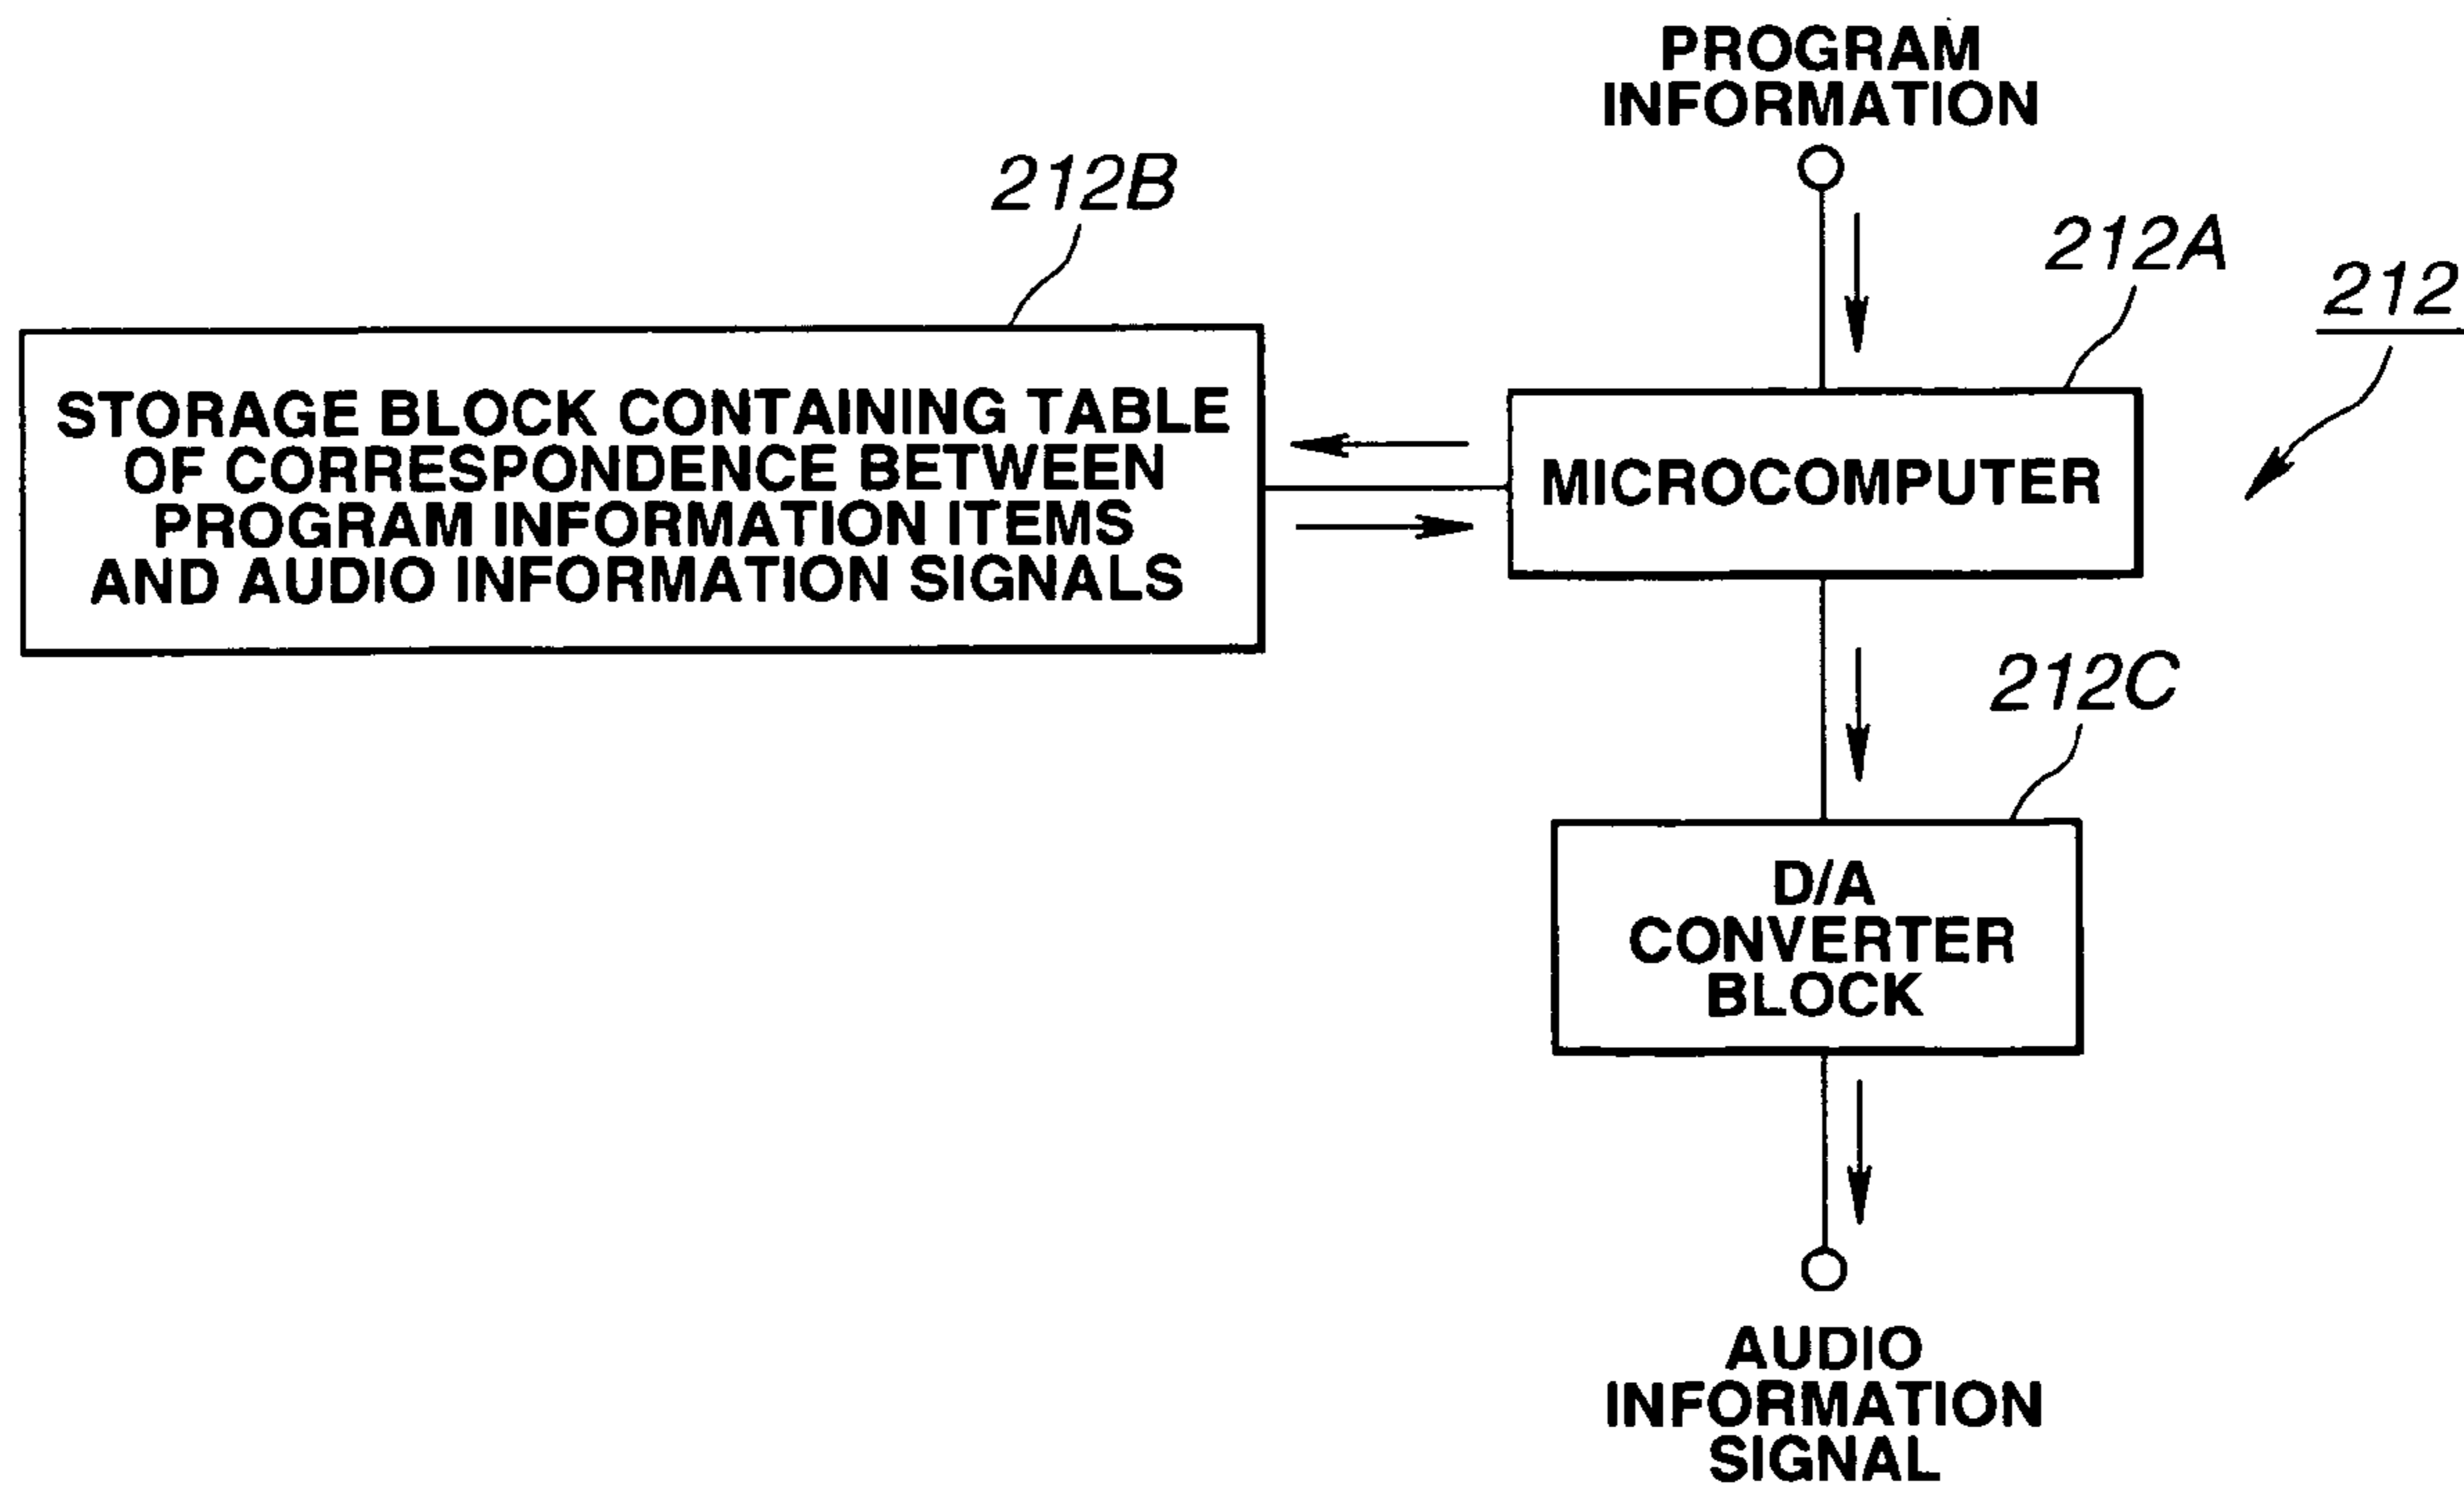 PROGRAM
INFORMATION
212B
212A
212
STORAGE BLOCK CONTAINING TABLE
OF CORRESPONDENCE BETWEEN
PROGRAM INFORMATION ITEMS
AND AUDIO INFORMATION SIGNALS
MICROCOMPUTER
212C
D/A
CONVERTER
BLOCK
AUDIO
INFORMATION
SIGNAL